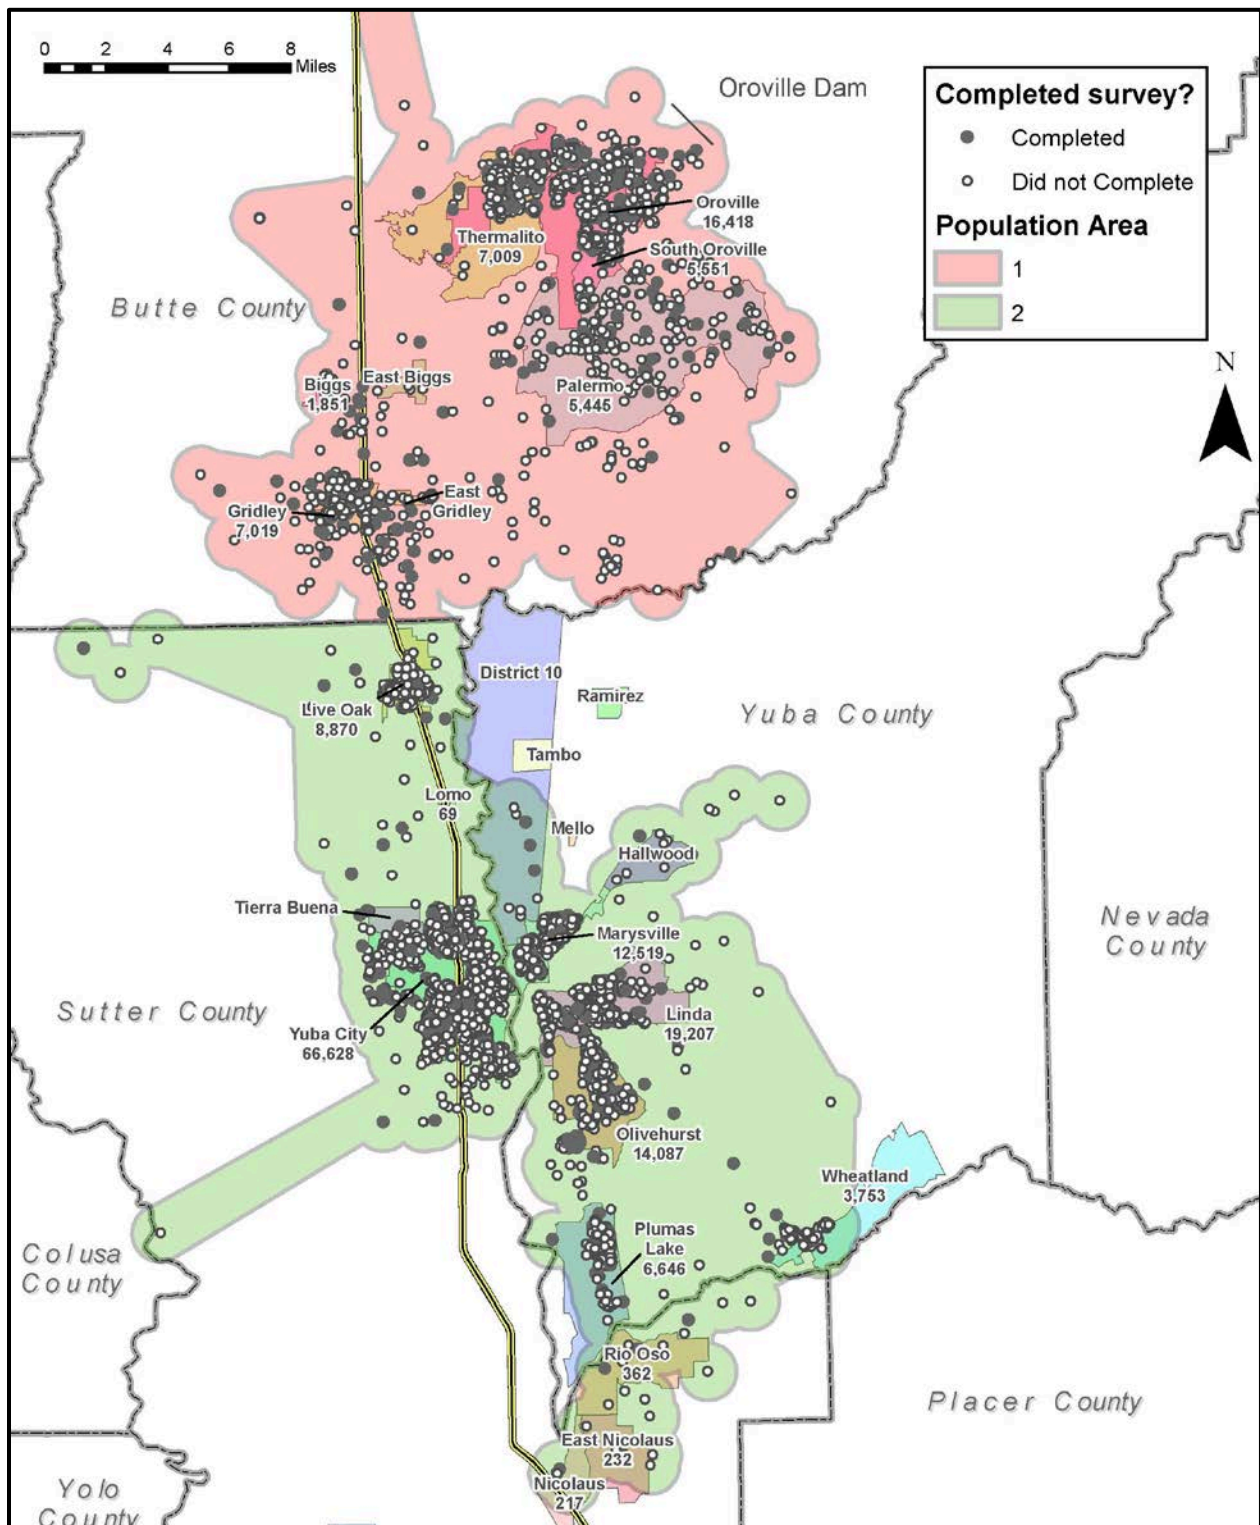 0 2 4 6 8
Miles
Oroville Dam
Completed survey?
Completed
Did not Complete
Population Area
1
2
N
Oroville
16,418
Thermalito
7,009
South Oroville
5,551
Butte County
Biggs
1,851
East Biggs
Palermo
5,445
East
Gridley
Gridley
7,019
District 10
Ramirez
Live Oak
8,870
Yuba County
Tambo
Lomo
69
Mello
Hallwood
Tierra Buena
Marysville
12,519
Nevada
County
Sutter County
Linda
19,207
Yuba City
66,628
Olivehurst
14,087
Wheatland
3,753
Colusa
County
Plumas
Lake
6,646
Rio Oso
362
Placer County
East Nicolaus
232
Nicolaus
217
Yolo
County